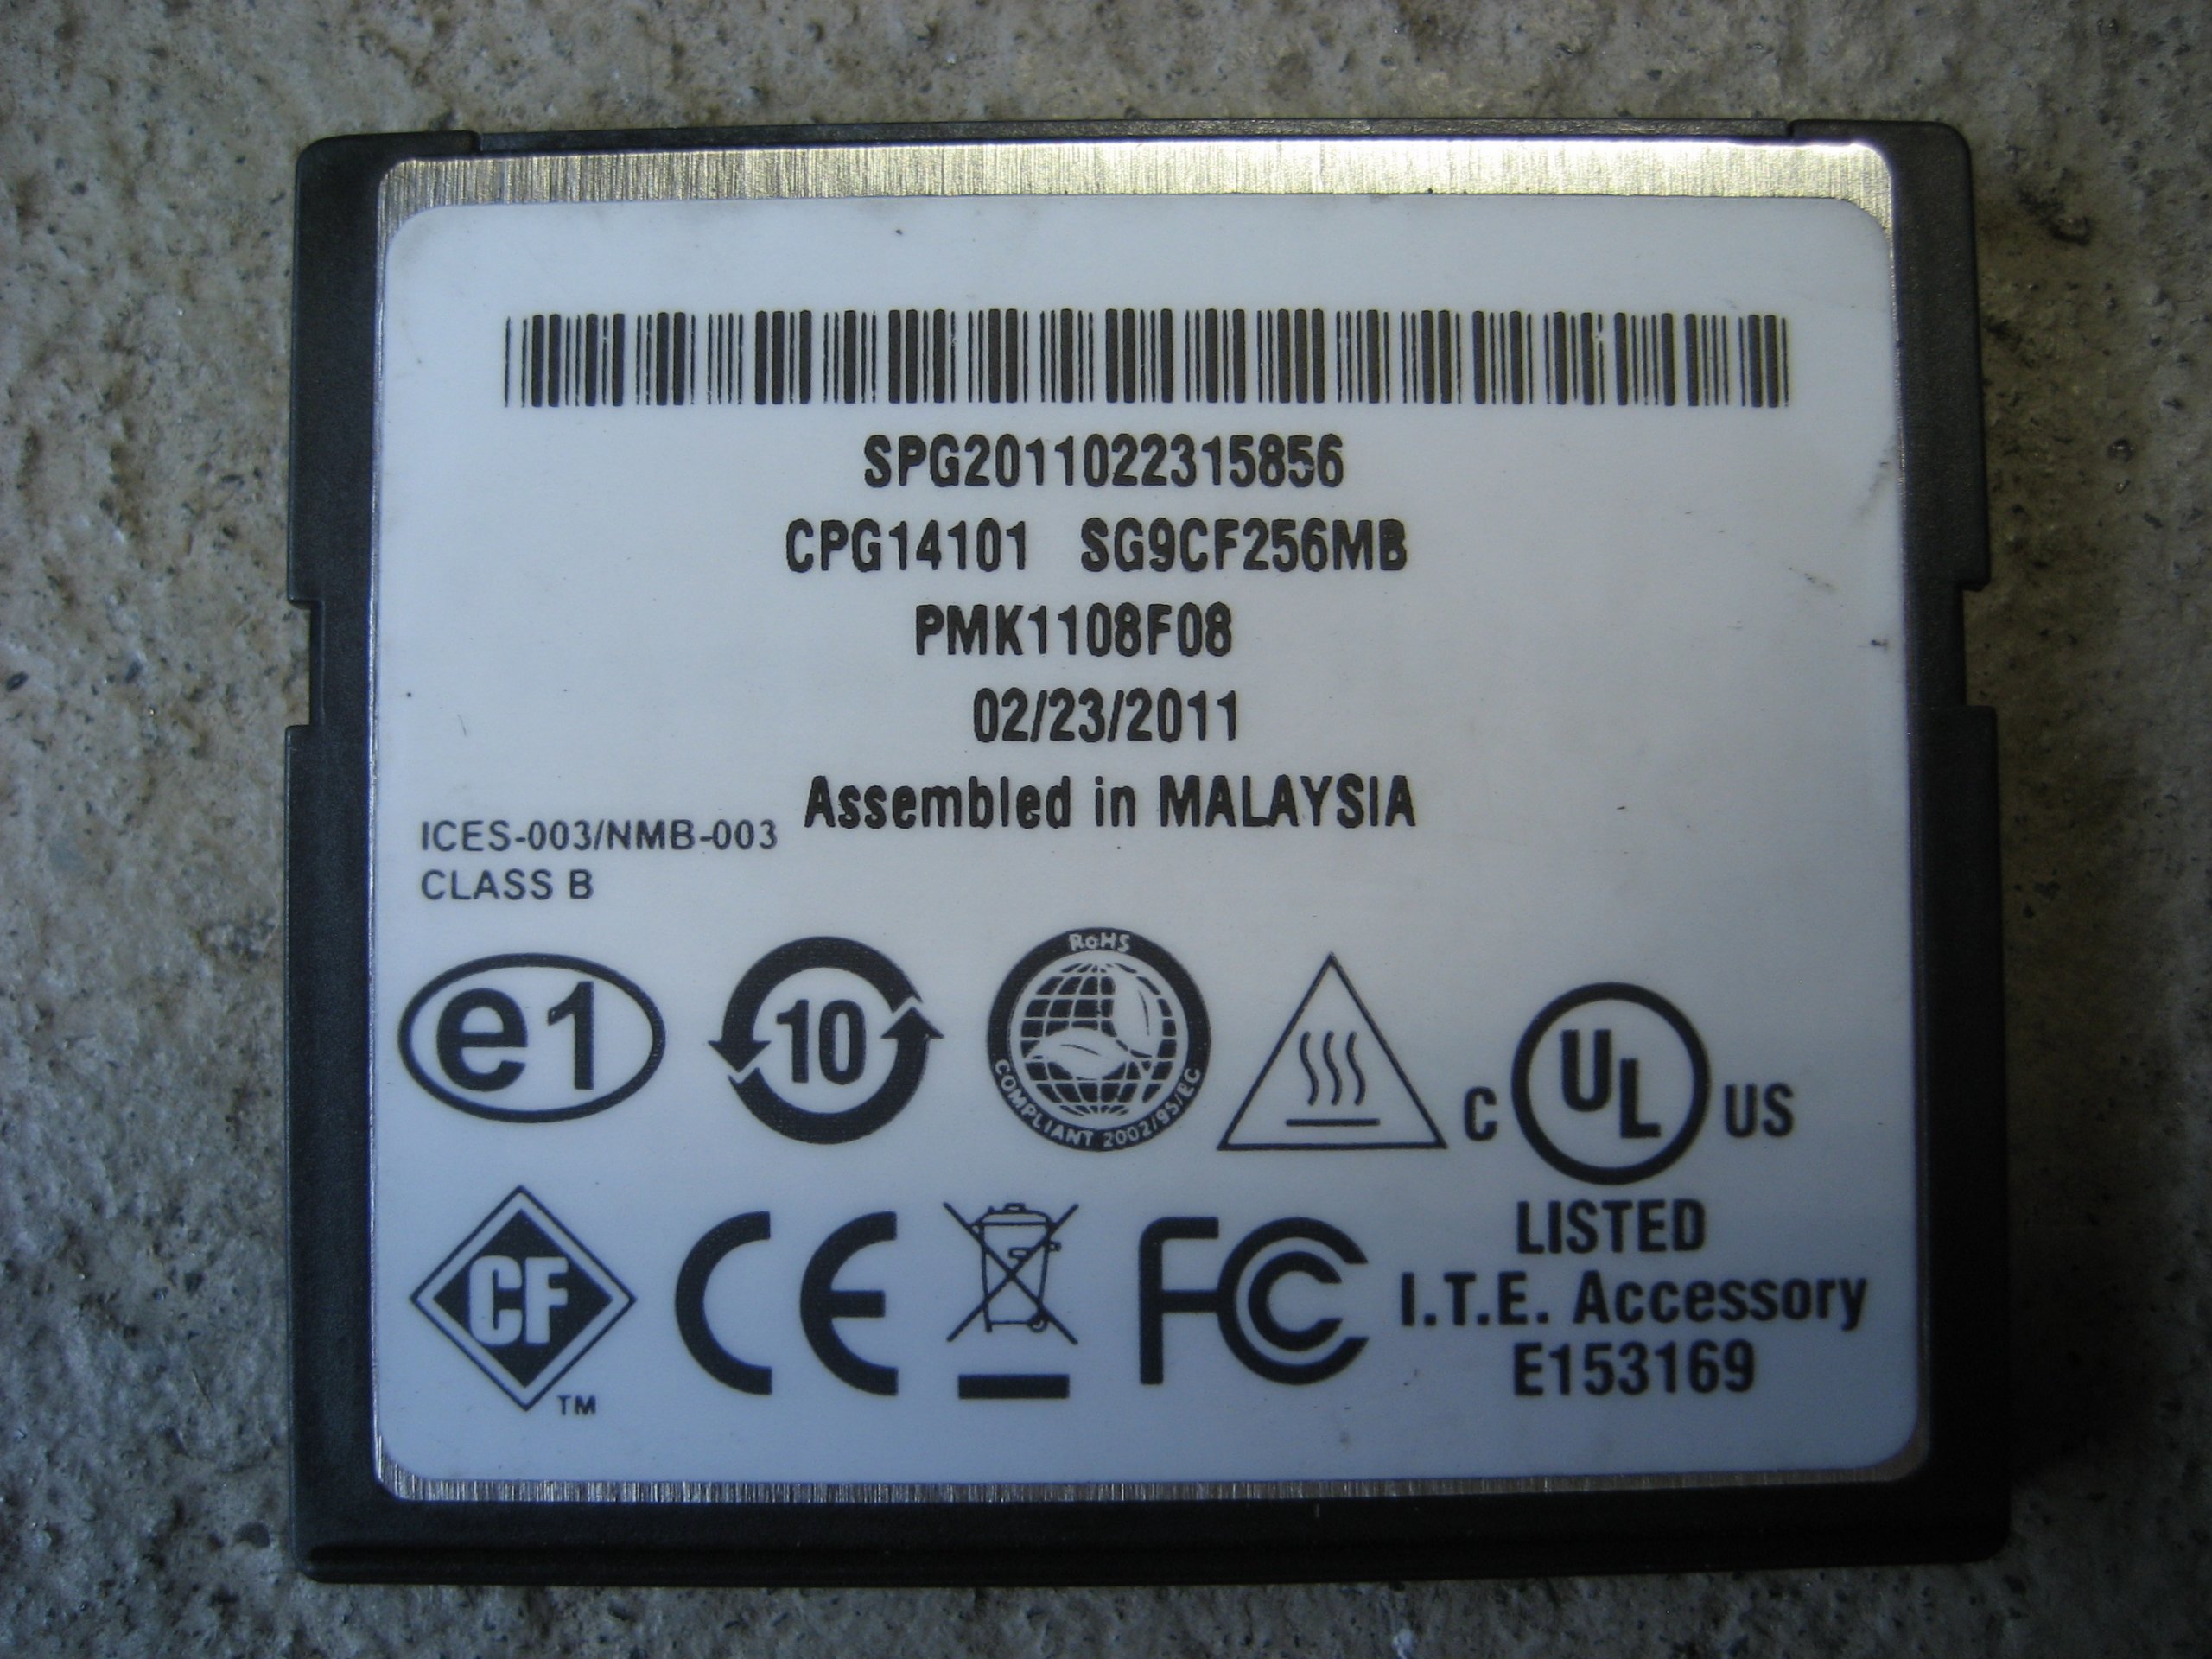 SPG2011022315856
CPG14101 SG9CF256MB
PMK1108F08
02/23/2011
Assembled in MALAYSIA
ICES-003/NMB-003
CLASS B
e1
10
RoHS
COMPLIANT 2002/95/EC
C UL US
LISTED
I.T.E. Accessory
E153169
CF
TM
CE
FCC